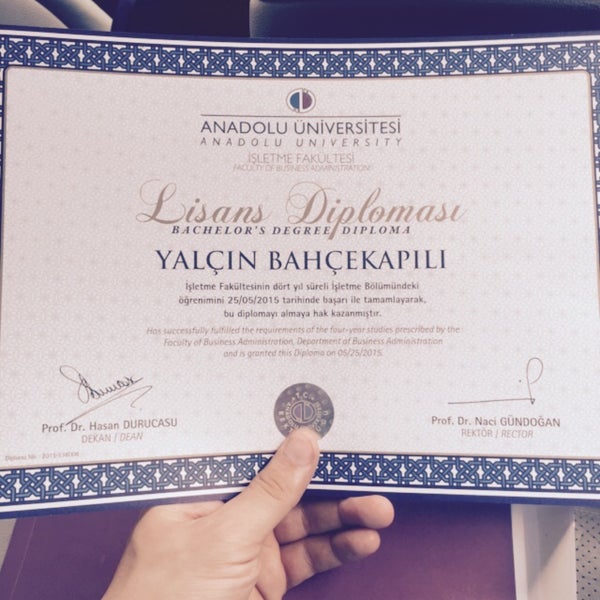 ANADOLU ÜNİVERSİTESİ
ANADOLU UNIVERSITY
İŞLETME FAKÜLTESİ
FACULTY OF BUSINESS ADMINISTRATION
Lisans Diploması
BACHELOR'S DEGREE DIPLOMA
YALÇIN BAHÇEKAPILI
İşletme Fakültesinin dört yıl süreli İşletme Bölümündeki
öğrenimini 25/05/2015 tarihinde başarı ile tamamlayarak,
bu diplomayı almaya hak kazanmıştır.
Has successfully fulfilled the requirements of the four-year studies prescribed by the
Faculty of Business Administration, Department of Business Administration
and is granted this Diploma on 05/25/2015.
Prof. Dr. Hasan DURUCASU
DEKAN / DEAN
Prof. Dr. Naci GÜNDOĞAN
REKTÖR / RECTOR
Diploma No